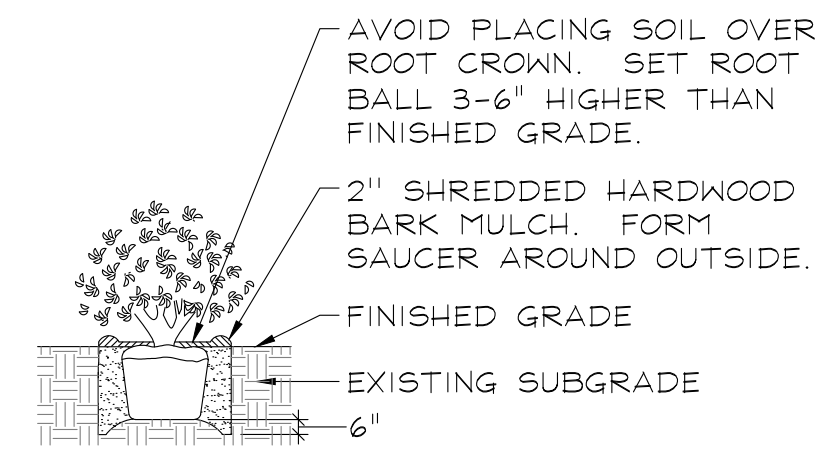 AVOID PLACING SOIL OVER
ROOT CROWN. SET ROOT
BALL 3-6" HIGHER THAN
FINISHED GRADE.
2" SHREDDED HARDWOOD
BARK MULCH. FORM
SAUCER AROUND OUTSIDE.
FINISHED GRADE
EXISTING SUBGRADE
6"